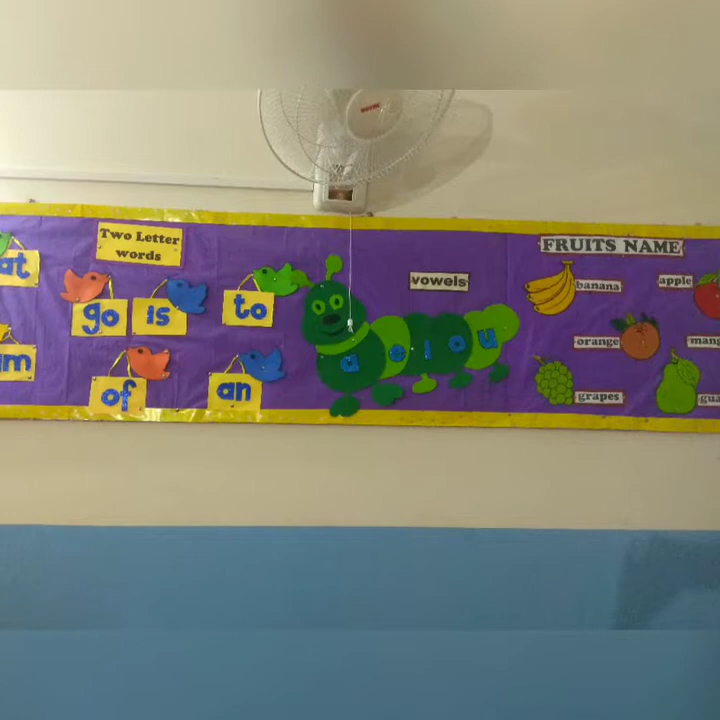 Two Letter
words
at
go
is
to
im
of
an
vowels
a e i o u
FRUITS NAME
banana
apple
orange
mang
grapes
gua